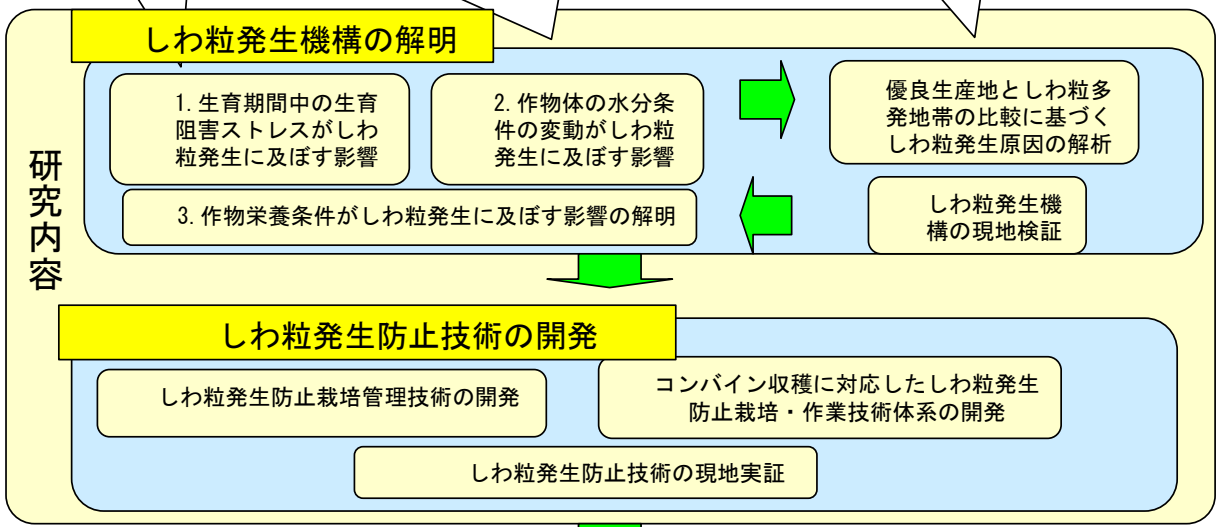 研究内容
しわ粒発生機構の解明
1. 生育期間中の生育
阻害ストレスがしわ
粒発生に及ぼす影響
2. 作物体の水分条
件の変動がしわ粒
発生に及ぼす影響
優良生産地としわ粒多
発地帯の比較に基づく
しわ粒発生原因の解析
3. 作物栄養条件がしわ粒発生に及ぼす影響の解明
しわ粒発生機
構の現地検証
しわ粒発生防止技術の開発
しわ粒発生防止栽培管理技術の開発
コンバイン収穫に対応したしわ粒発生
防止栽培・作業技術体系の開発
しわ粒発生防止技術の現地実証